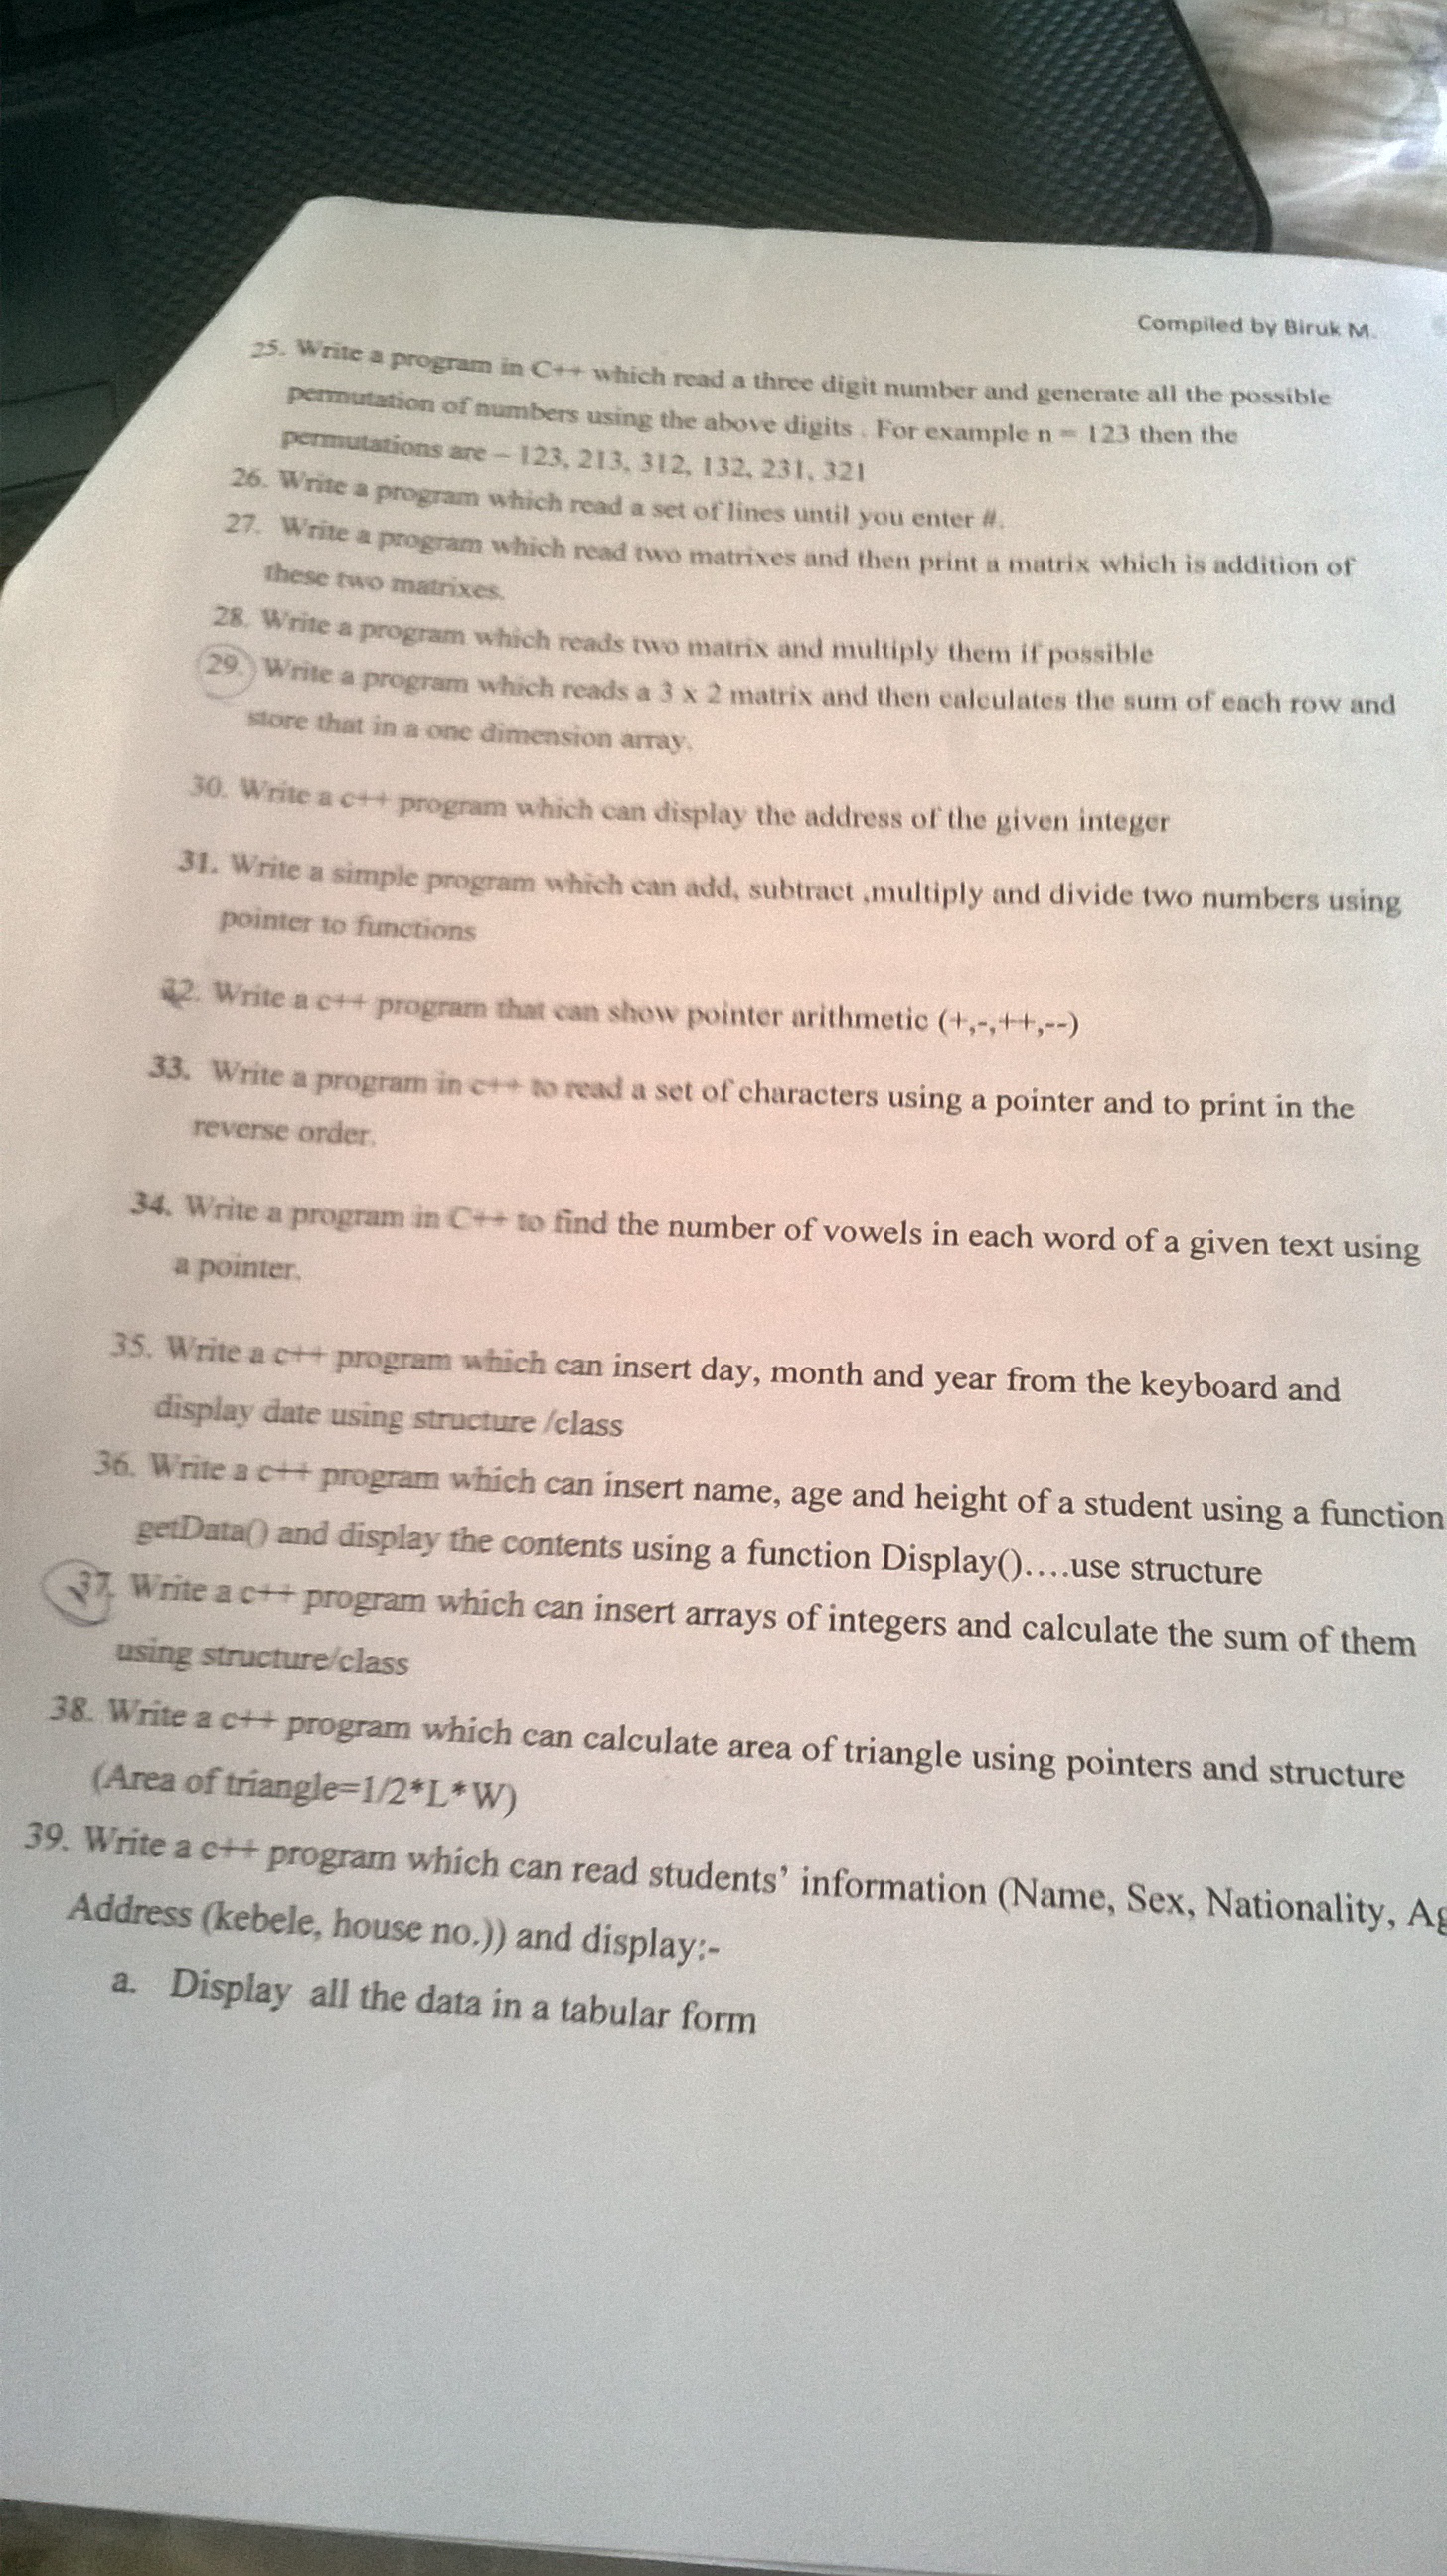 Compiled by Biruk M.
25. Write a program in C++ which read a three digit number and generate all the possible
permutation of numbers using the above digits . For example n = 123 then the
permutations are – 123, 213, 312, 132, 231, 321
26. Write a program which read a set of lines until you enter #.
27. Write a program which read two matrixes and then print a matrix which is addition of
these two matrixes.
28. Write a program which reads two matrix and multiply them if possible
29. Write a program which reads a 3 x 2 matrix and then calculates the sum of each row and
store that in a one dimension array.
30. Write a c++ program which can display the address of the given integer
31. Write a simple program which can add, subtract ,multiply and divide two numbers using
pointer to functions
32. Write a c++ program that can show pointer arithmetic (+,-,++,--)
33. Write a program in c++ to read a set of characters using a pointer and to print in the
reverse order.
34. Write a program in C++ to find the number of vowels in each word of a given text using
a pointer.
35. Write a c++ program which can insert day, month and year from the keyboard and
display date using structure /class
36. Write a c++ program which can insert name, age and height of a student using a function
getData() and display the contents using a function Display()....use structure
37. Write a c++ program which can insert arrays of integers and calculate the sum of them
using structure/class
38. Write a c++ program which can calculate area of triangle using pointers and structure
(Area of triangle=1/2*L*W)
39. Write a c++ program which can read students’ information (Name, Sex, Nationality, Ag
Address (kebele, house no.)) and display:-
a. Display all the data in a tabular form